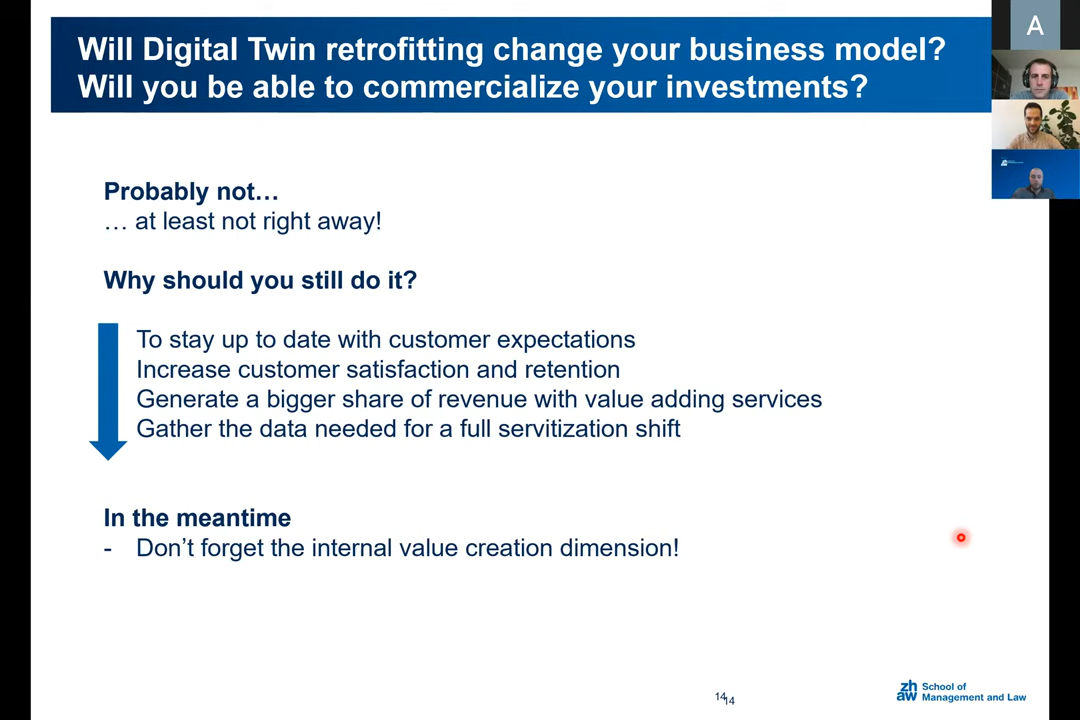 Will Digital Twin retrofitting change your business model?
Will you be able to commercialize your investments?
A
Probably not…
… at least not right away!
Why should you still do it?
To stay up to date with customer expectations
Increase customer satisfaction and retention
Generate a bigger share of revenue with value adding services
Gather the data needed for a full servitization shift
In the meantime
- Don’t forget the internal value creation dimension!
14
14
zh
aw
School of
Management and Law